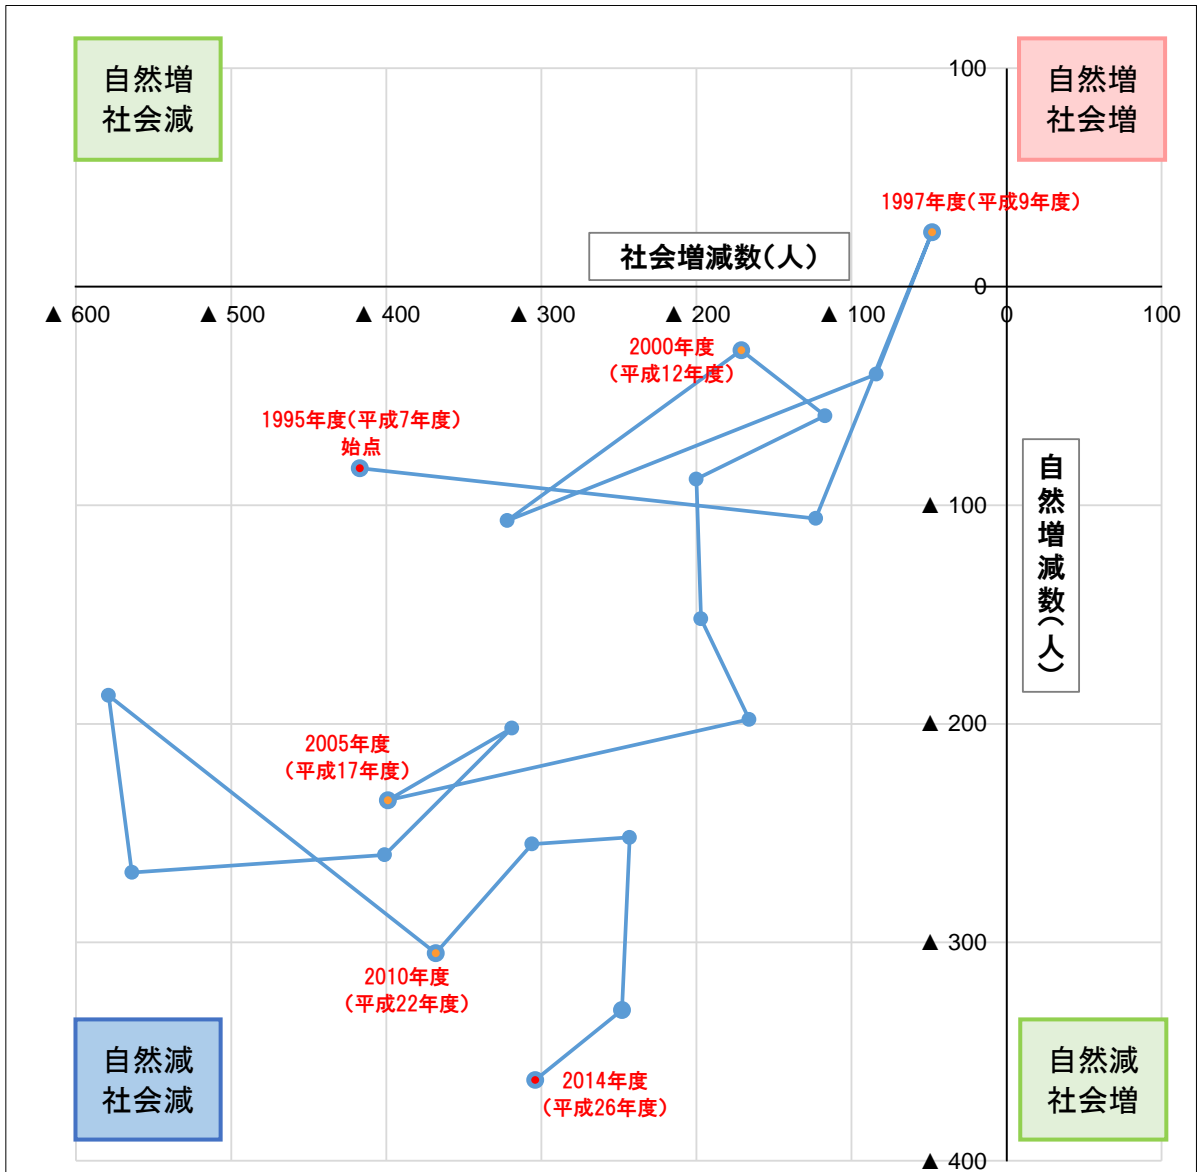 自然増
社会減
自然増
社会増
100
1997年度(平成9年度)
社会増減数(人)
0
▲ 600
▲ 500
▲ 400
▲ 300
▲ 200
▲ 100
0
100
2000年度
(平成12年度)
1995年度(平成7年度)
始点
自然増減数(人)
▲ 100
▲ 200
2005年度
(平成17年度)
▲ 300
2010年度
(平成22年度)
自然減
社会減
2014年度
(平成26年度)
自然減
社会増
▲ 400